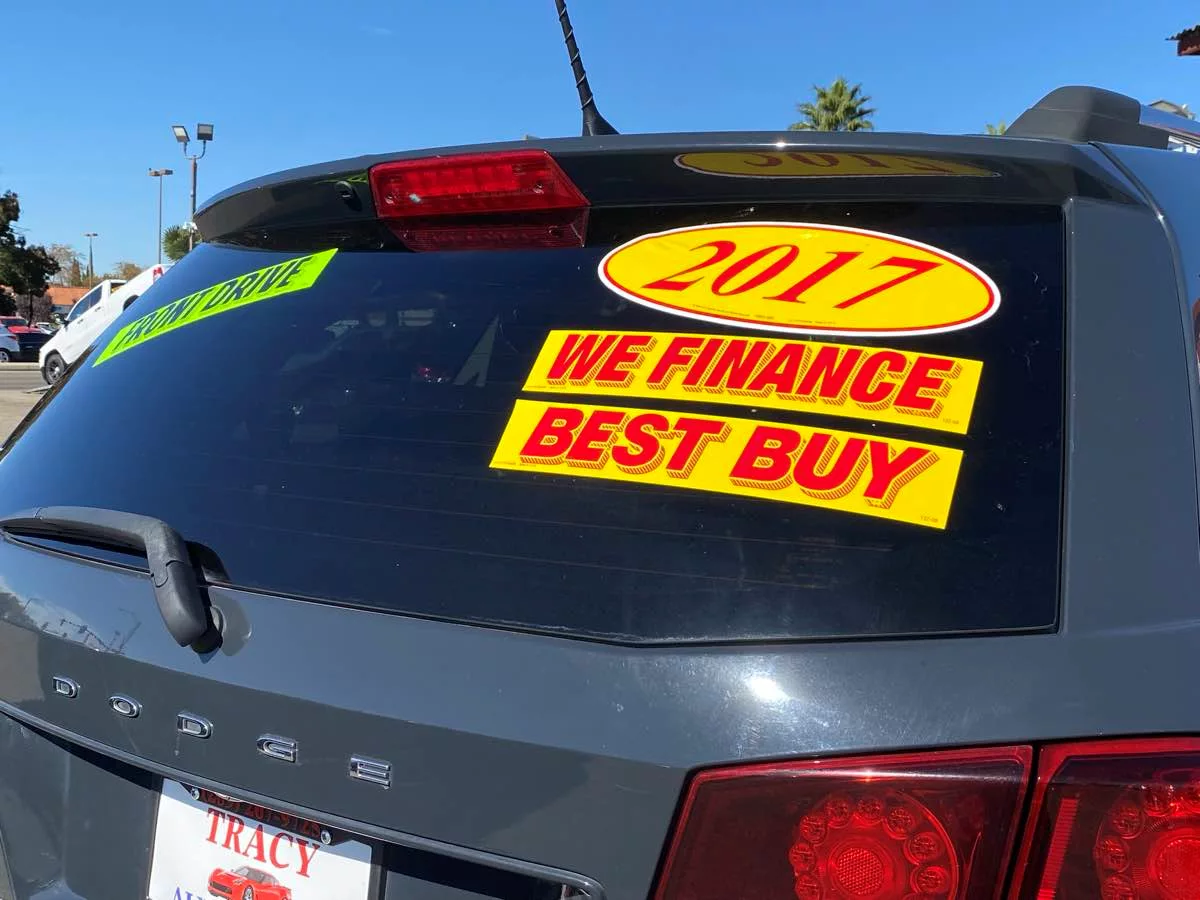 2017
FRONT DRIVE
WE FINANCE
BEST BUY
DODGE
TRACY